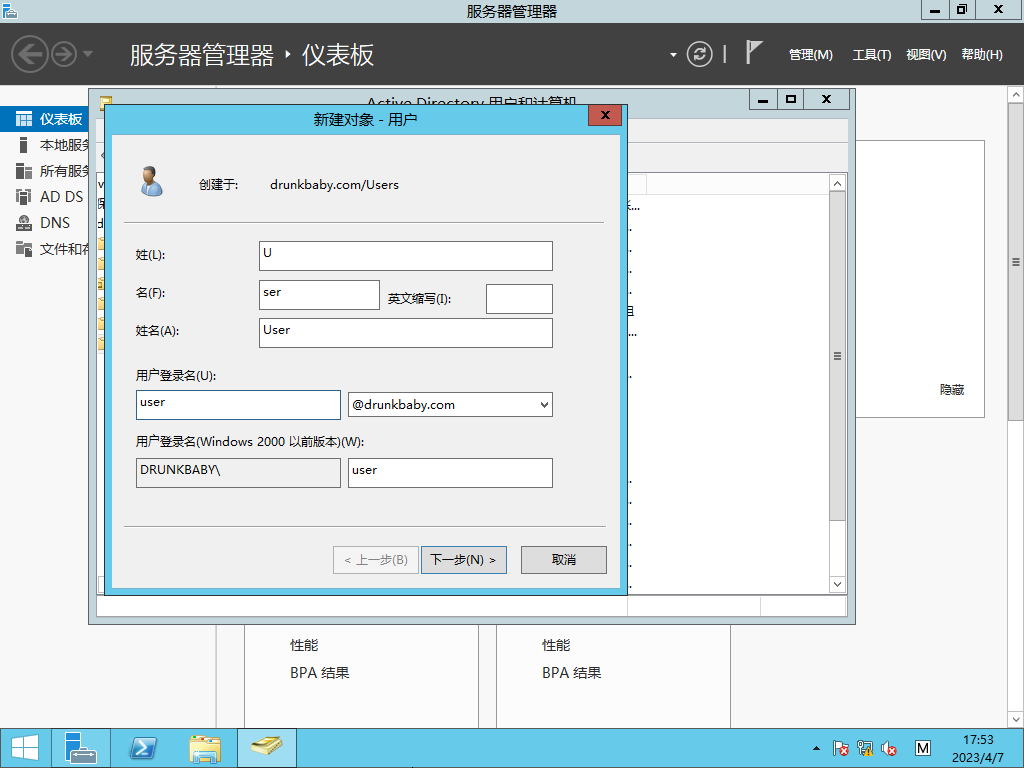 服务器管理器
服务器管理器 仪表板
管理(M) 工具(T) 视图(V) 帮助(H)
仪表板
本地服务
所有服务
AD DS
DNS
文件和存
Active Directory 用户和计算机
新建对象 - 用户
创建于: drunkbaby.com/Users
姓(L): U
名(F): ser 英文缩写(I):
姓名(A): User
用户登录名(U):
user @drunkbaby.com
用户登录名(Windows 2000 以前版本)(W):
DRUNKBABY\ user
< 上一步(B) 下一步(N) > 取消
隐藏
性能 性能
BPA 结果 BPA 结果
M
17:53
2023/4/7